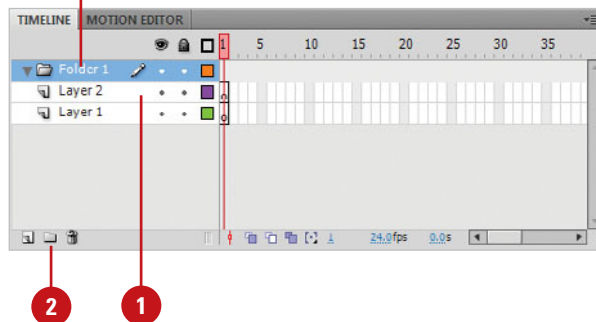 TIMELINE MOTION EDITOR
1 5 10 15 20 25 30 35
Folder 1
Layer 2
Layer 1
1 24.0fps 0.0s
2 1